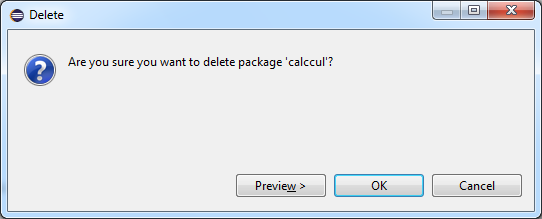 Delete
Are you sure you want to delete package 'calccul'?
Preview >
OK
Cancel